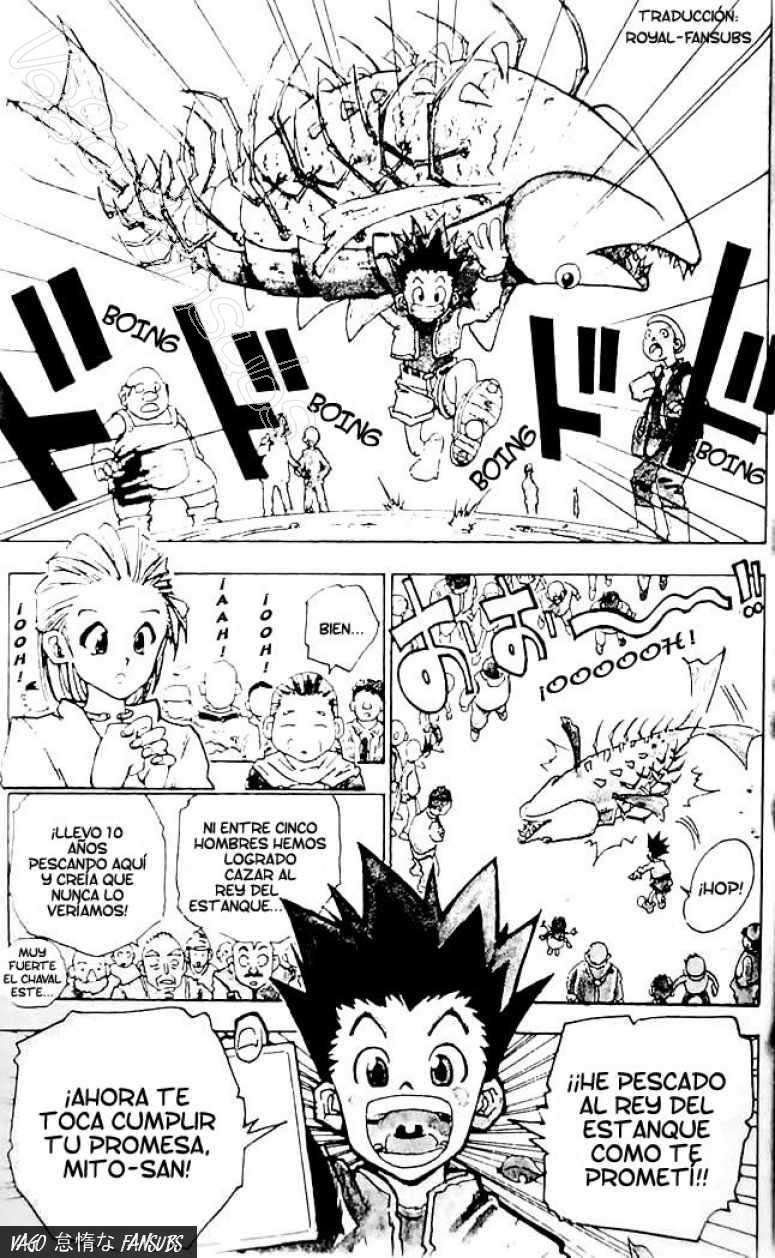 TRADUCCIÓN:
ROYAL-FANSUBS
ド
BOING
ド
ド
BOING
ド
BOING
ド
BOING
¡OOH!
¡AAAH!
¡OOH!
BIEN...
おおお〜〜!!
¡OOOOOH!
¡HOP!
¡LLEVO 10
AÑOS
PESCANDO AQUÍ
Y CREÍA QUE
NUNCA LO
VERÍAMOS!
NI ENTRE CINCO
HOMBRES HEMOS
LOGRADO
CAZAR AL
REY DEL
ESTANQUE...
MUY
FUERTE
EL CHAVAL
ESTE...
¡AHORA TE
TOCA CUMPLIR
TU PROMESA,
MITO-SAN!
¡¡HE PESCADO
AL REY DEL
ESTANQUE
COMO TE
PROMETÍ!!
VAGO 怠惰な FANSUBS